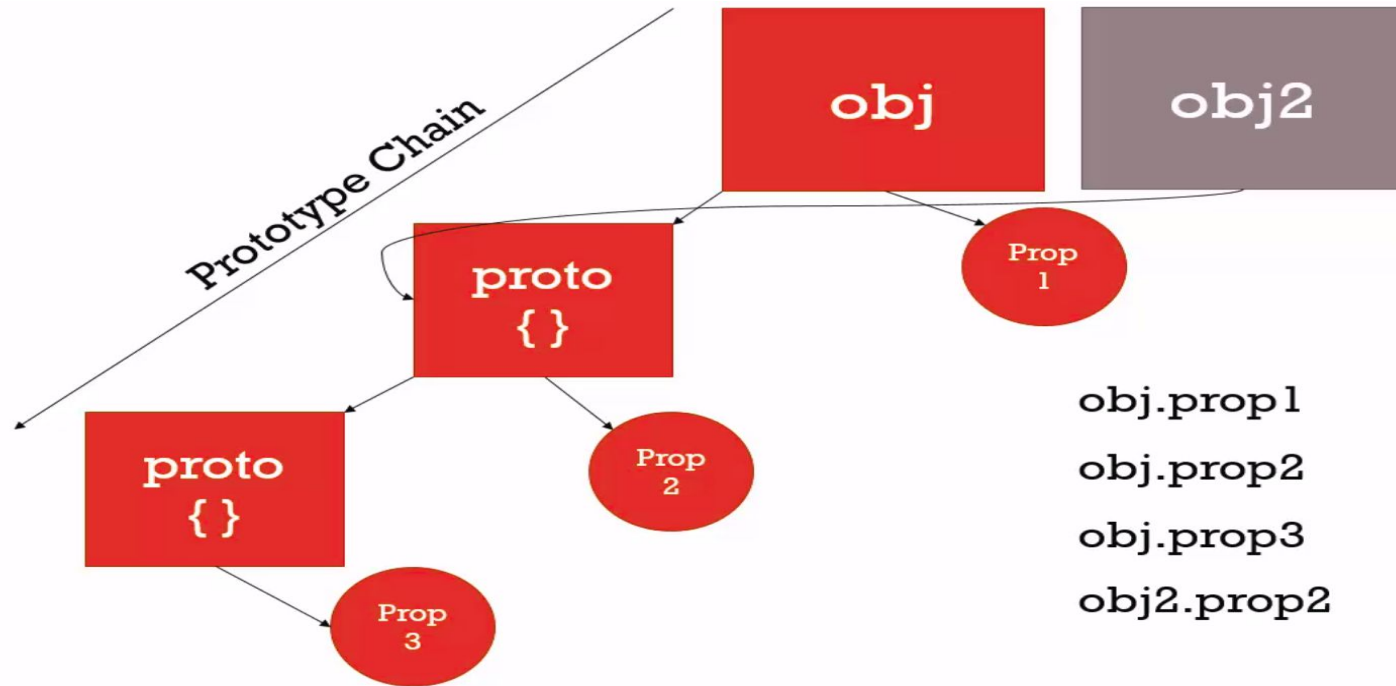 obj
obj2
Prototype Chain
proto
{ }
Prop
1
proto
{ }
Prop
2
Prop
3
obj.prop1
obj.prop2
obj.prop3
obj2.prop2